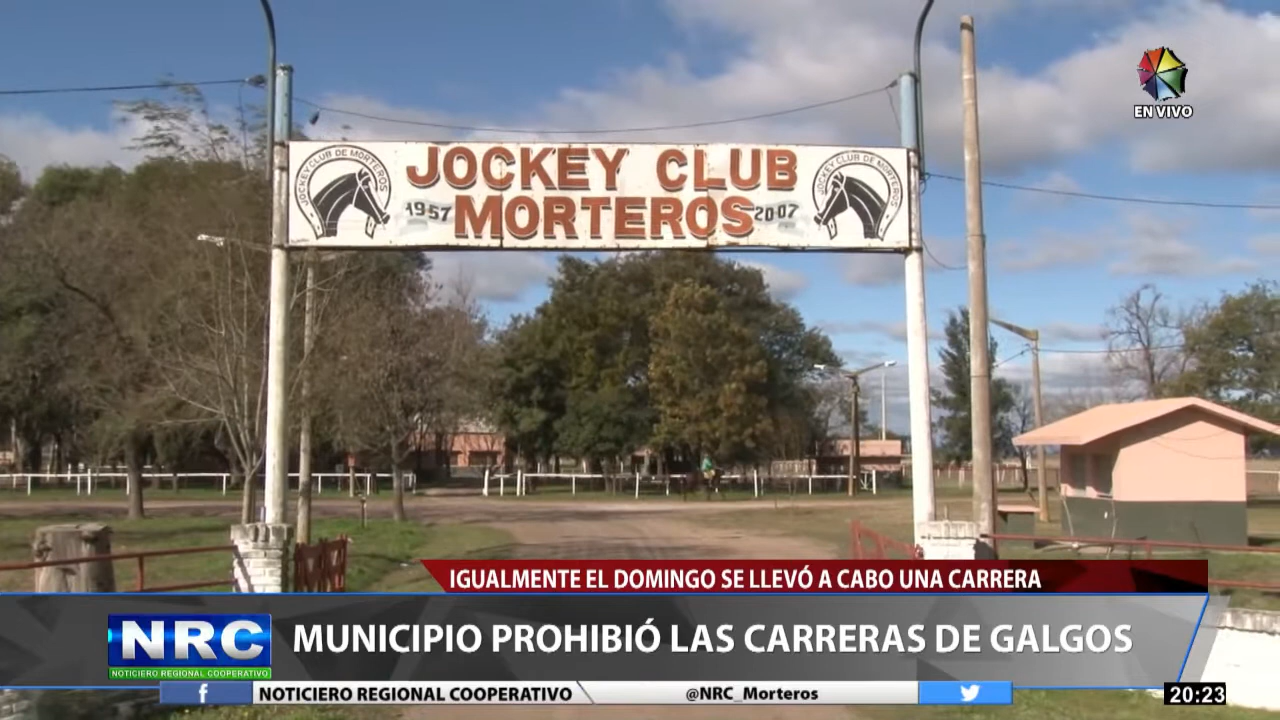 EN VIVO
JOCKEY CLUB DE MORTEROS
JOCKEY CLUB
1957 MORTEROS 2007
JOCKEY CLUB DE MORTEROS
IGUALMENTE EL DOMINGO SE LLEVÓ A CABO UNA CARRERA
NRC
NOTICIERO REGIONAL COOPERATIVO
MUNICIPIO PROHIBIÓ LAS CARRERAS DE GALGOS
f NOTICIERO REGIONAL COOPERATIVO
@NRC_Morteros
20:23